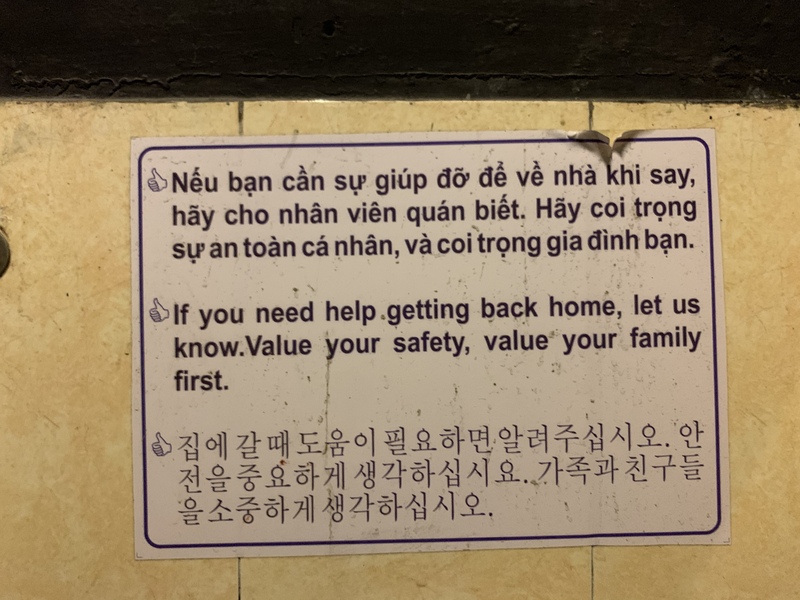 Nếu bạn cần sự giúp đỡ để về nhà khi say,
hãy cho nhân viên quán biết. Hãy coi trọng
sự an toàn cá nhân, và coi trọng gia đình bạn.
If you need help getting back home, let us
know.Value your safety, value your family
first.
집에 갈 때 도움이 필요하면 알려주십시오. 안
전을 중요하게 생각하십시요. 가족과 친구들
을 소중하게 생각하십시오.